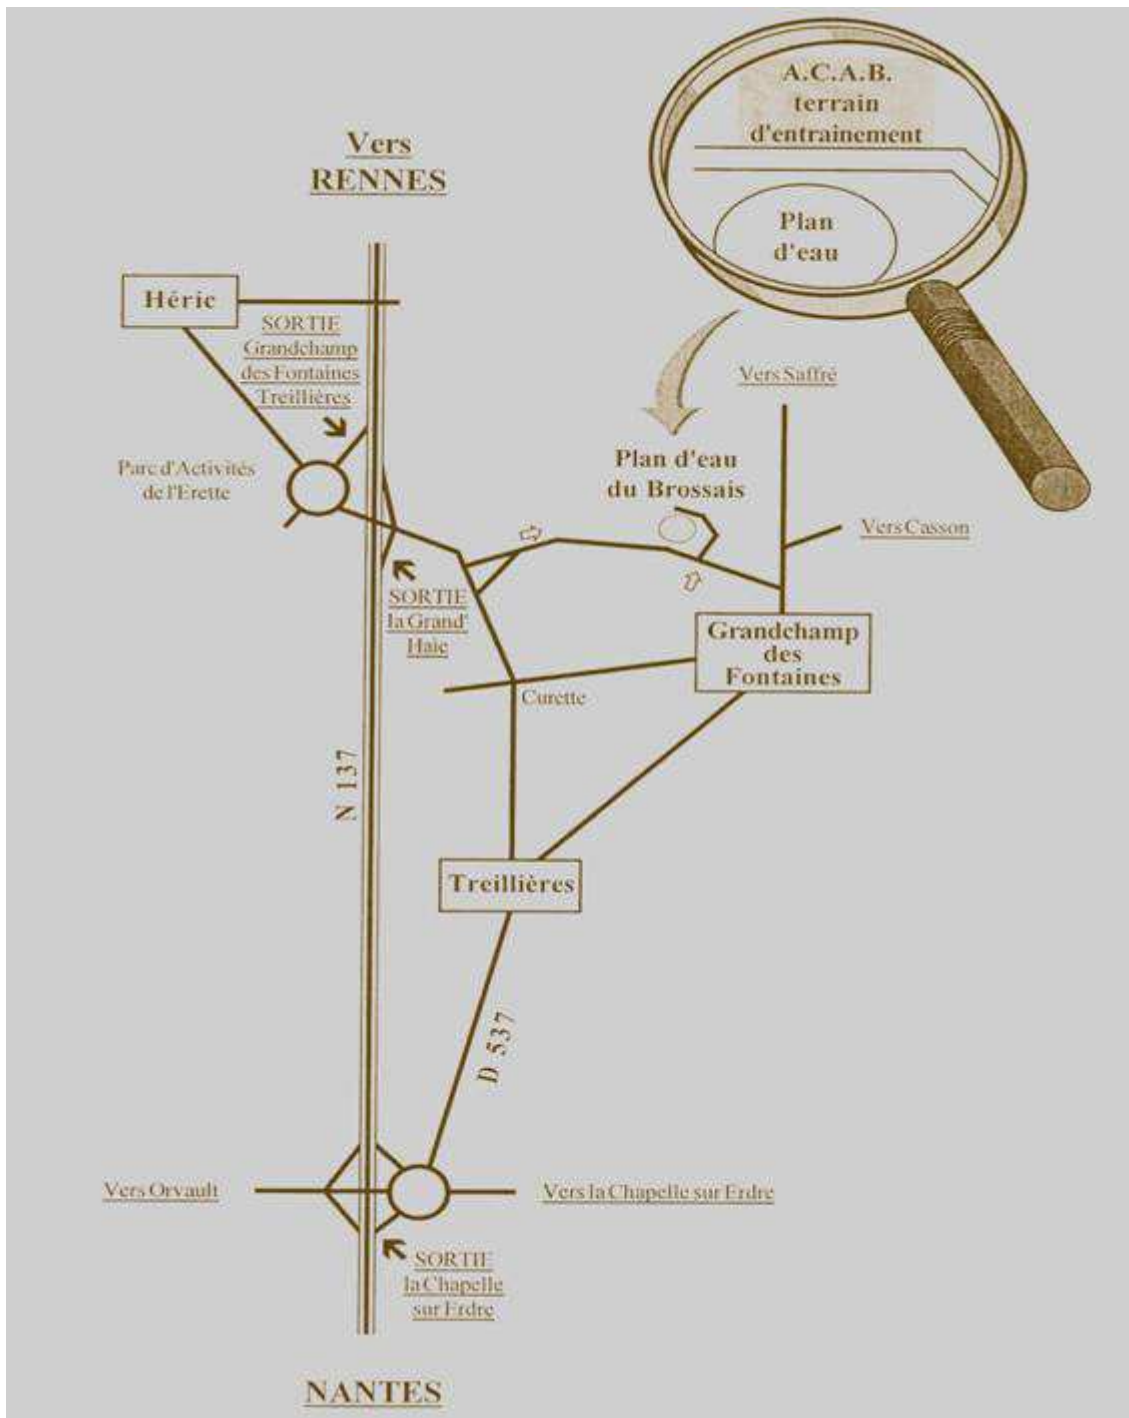 A.C.A.B.
terrain
d'entrainement
Plan
d'eau
Vers
RENNES
Héric
SORTIE
Grandchamp
des Fontaines
Treillières
Parc d'Activités
de l'Erette
Vers Saffré
Plan d'eau
du Brossais
Vers Casson
SORTIE
la Grand'
Haie
Grandchamp
des
Fontaines
Curette
N 137
Treillières
D 537
Vers Orvault
Vers la Chapelle sur Erdre
SORTIE
la Chapelle
sur Erdre
NANTES